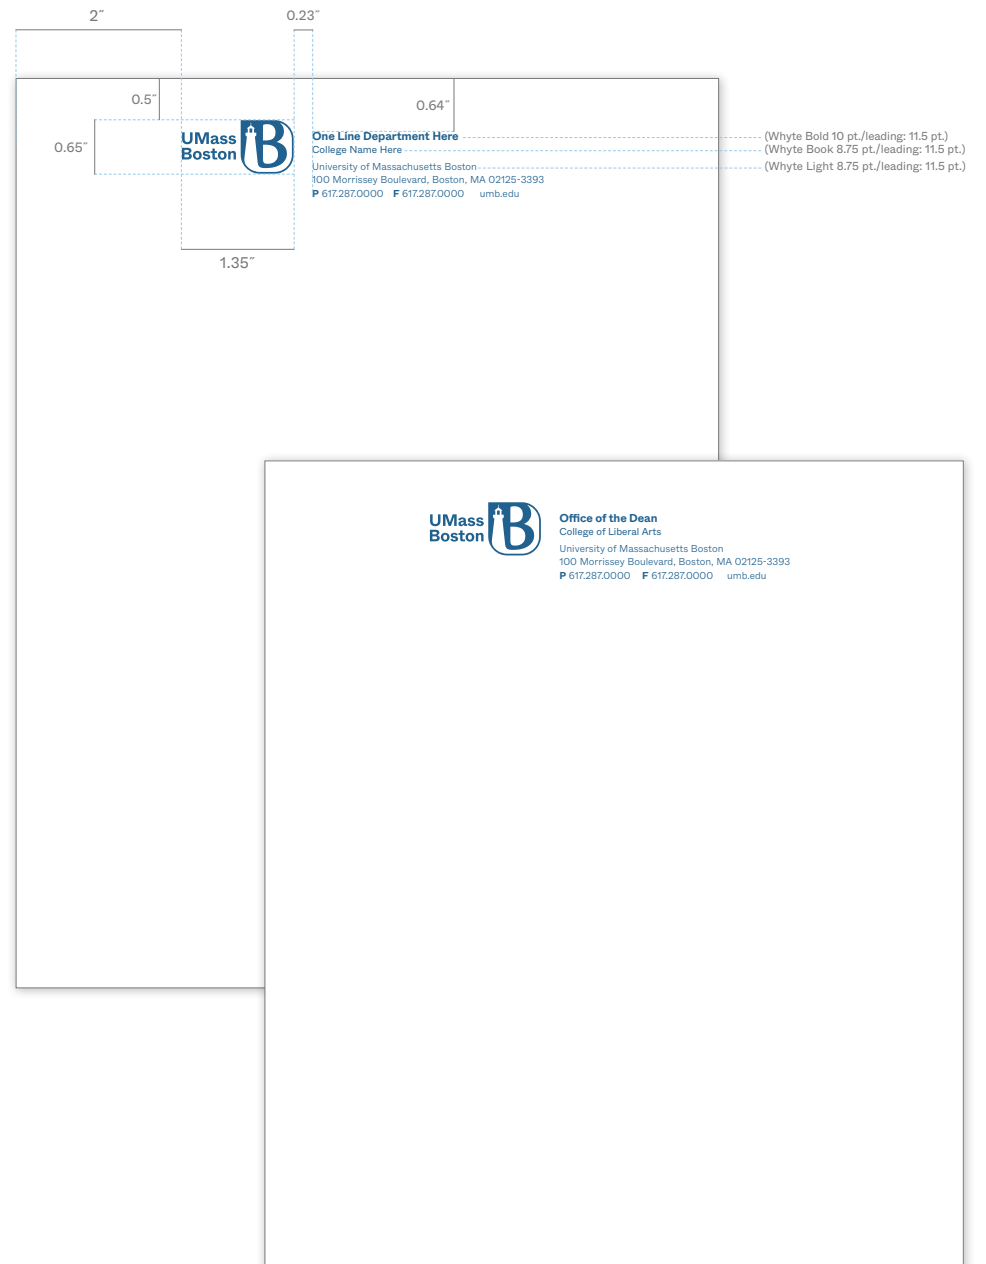 2″
0.23″
0.5″
0.64″
0.65″
UMass
Boston
B
One Line Department Here
(Whyte Bold 10 pt./leading: 11.5 pt.)
College Name Here
(Whyte Book 8.75 pt./leading: 11.5 pt.)
University of Massachusetts Boston
(Whyte Light 8.75 pt./leading: 11.5 pt.)
100 Morrissey Boulevard, Boston, MA 02125-3393
P 617.287.0000 F 617.287.0000 umb.edu
1.35″
UMass
Boston
B
Office of the Dean
College of Liberal Arts
University of Massachusetts Boston
100 Morrissey Boulevard, Boston, MA 02125-3393
P 617.287.0000 F 617.287.0000 umb.edu